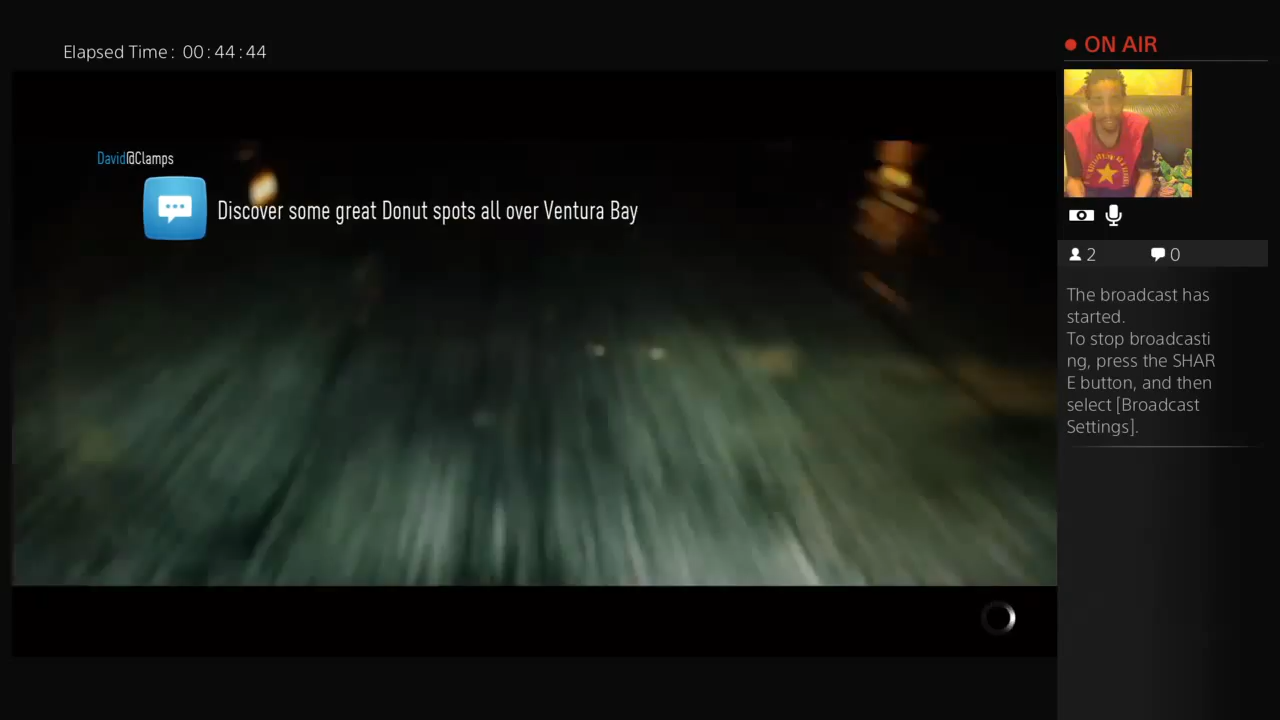 Elapsed Time: 00:44:44
ON AIR
David@Clamps
Discover some great Donut spots all over Ventura Bay
2 0
The broadcast has
started.
To stop broadcasti
ng, press the SHAR
E button, and then
select [Broadcast
Settings].